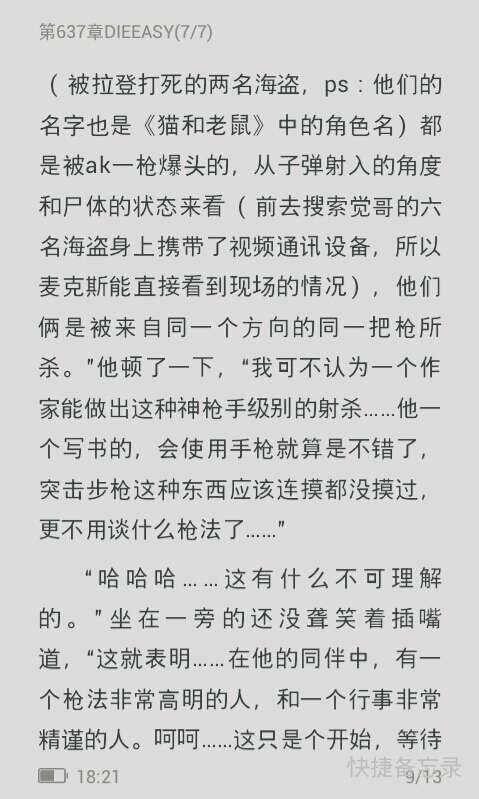 第637章DIEEASY(7/7)
（被拉登打死的两名海盗，ps：他们的
名字也是《猫和老鼠》中的角色名）都
是被ak一枪爆头的，从子弹射入的角度
和尸体的状态来看（前去搜索觉哥的六
名海盗身上携带了视频通讯设备，所以
麦克斯能直接看到现场的情况），他们
俩是被来自同一个方向的同一把枪所
杀。”他顿了一下，“我可不认为一个作
家能做出这种神枪手级别的射杀……他一
个写书的，会使用手枪就算是不错了，
突击步枪这种东西应该连摸都没摸过，
更不用谈什么枪法了……”
“哈哈哈……这有什么不可理解
的。”坐在一旁的还没聋笑着插嘴
道，“这就表明……在他的同伴中，有一
个枪法非常高明的人，和一个行事非常
精谨的人。呵呵……这只是个开始，等待
快捷备忘录
18:21 9/13